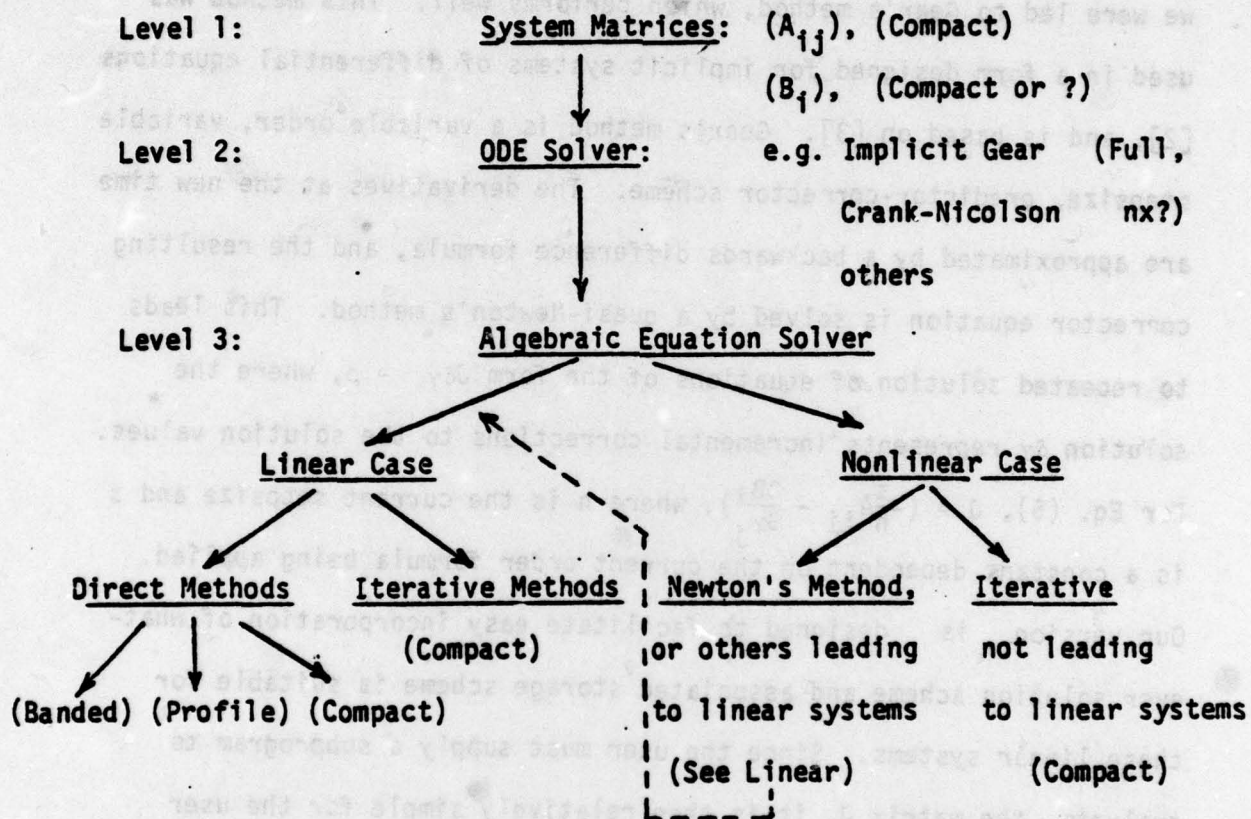 Level 1: System Matrices: (A_ij), (Compact)
(B_i), (Compact or ?)
Level 2: ODE Solver: e.g. Implicit Gear (Full,
Crank-Nicolson nx?)
others
Level 3: Algebraic Equation Solver
Linear Case Nonlinear Case
Direct Methods Iterative Methods Newton's Method, Iterative
(Compact) or others leading not leading
(Banded) (Profile) (Compact) to linear systems to linear systems
(See Linear) (Compact)